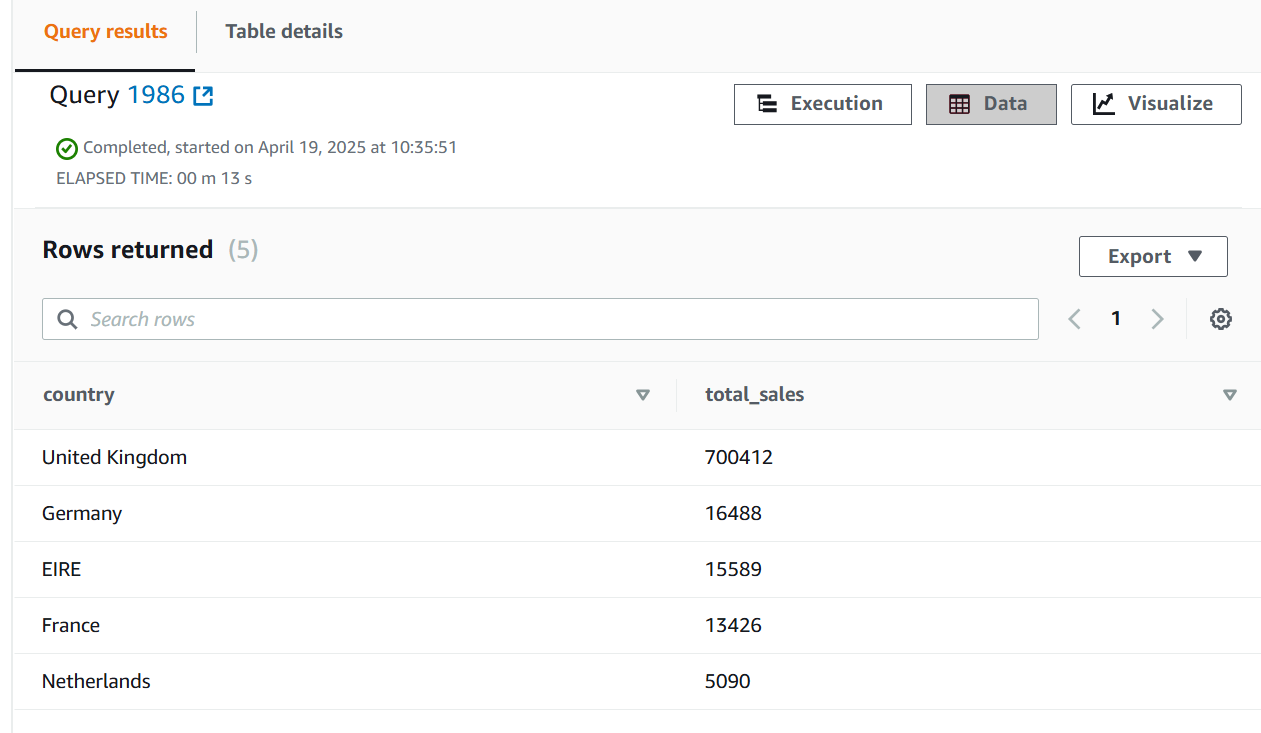 Query results Table details
Query 1986 Execution Data Visualize
Completed, started on April 19, 2025 at 10:35:51
ELAPSED TIME: 00 m 13 s
Rows returned (5) Export
Search rows 1
country total_sales
United Kingdom 700412
Germany 16488
EIRE 15589
France 13426
Netherlands 5090